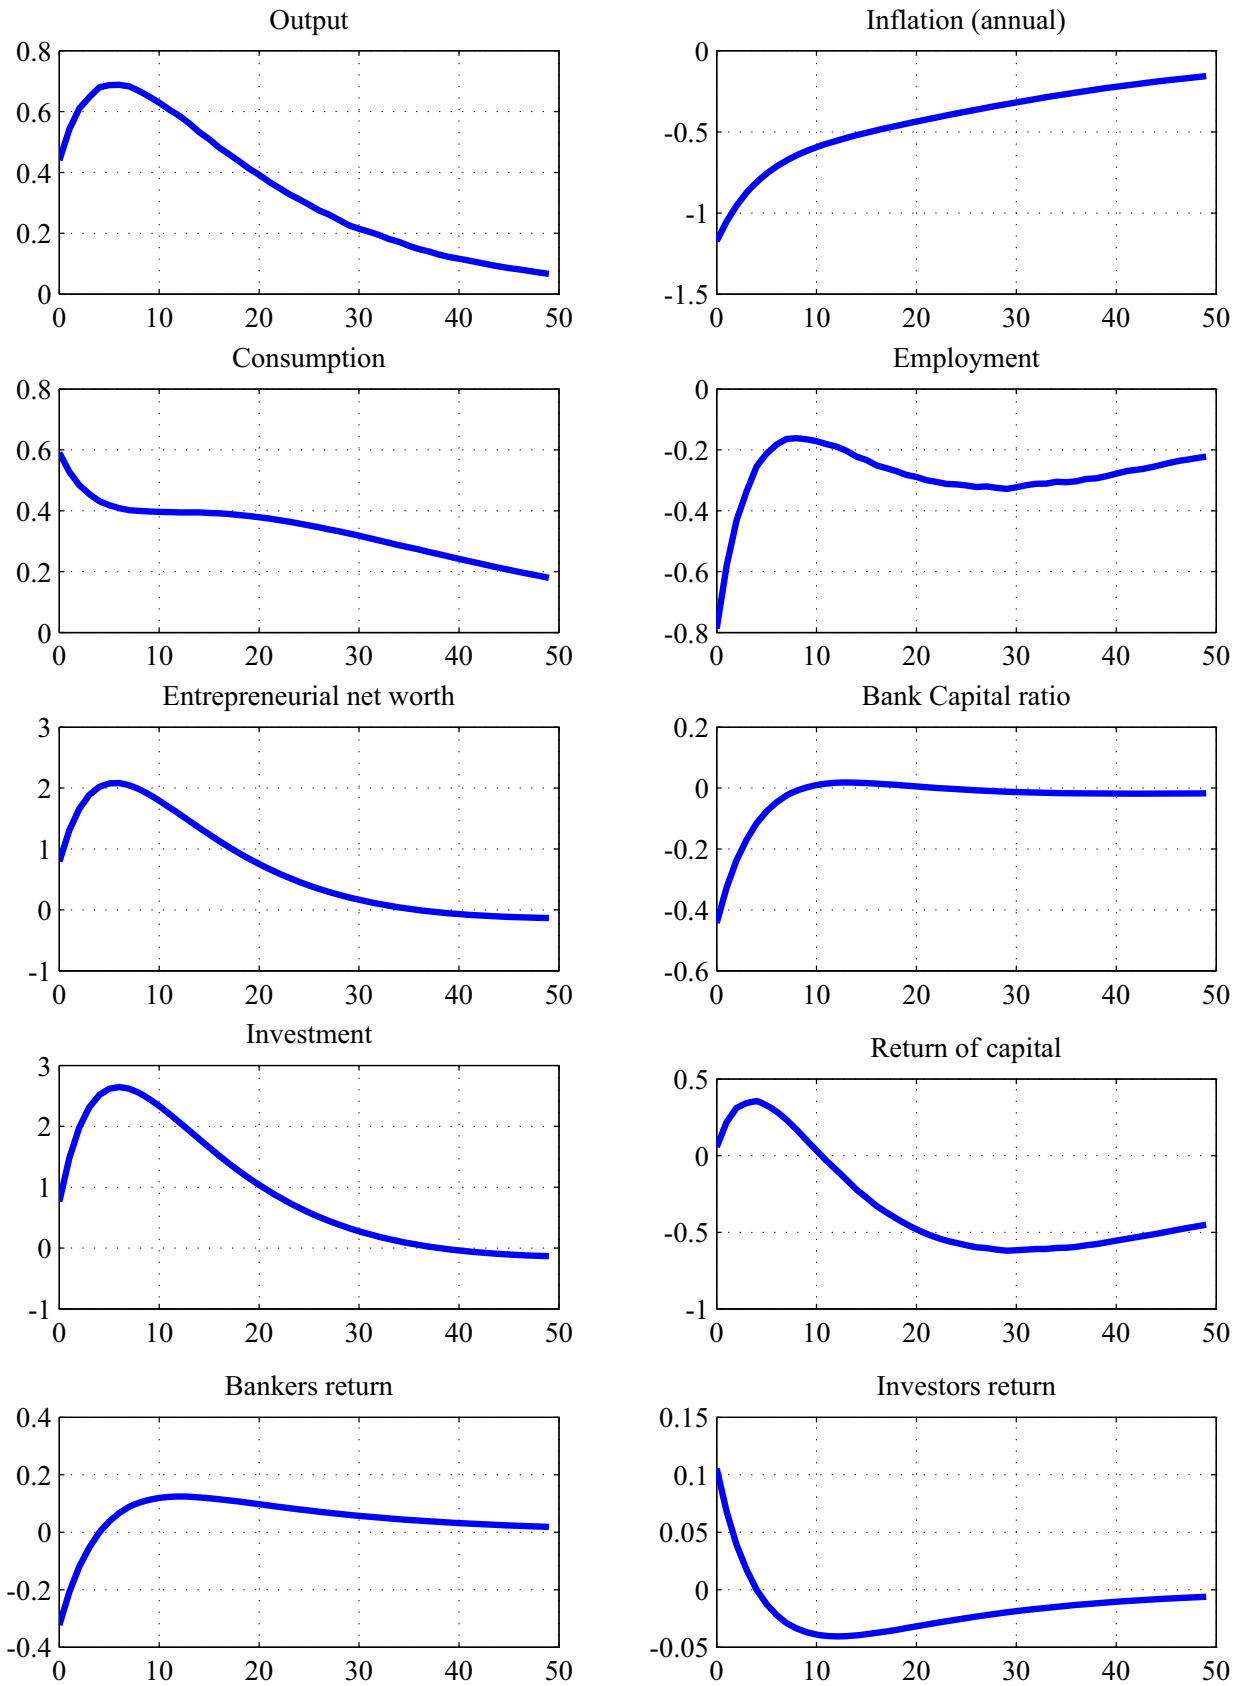 Output
0.8
0.6
0.4
0.2
0
0 10 20 30 40 50
Inflation (annual)
0
-0.5
-1
-1.5
0 10 20 30 40 50
Consumption
0.8
0.6
0.4
0.2
0
0 10 20 30 40 50
Employment
0
-0.2
-0.4
-0.6
-0.8
0 10 20 30 40 50
Entrepreneurial net worth
3
2
1
0
-1
0 10 20 30 40 50
Bank Capital ratio
0.2
0
-0.2
-0.4
-0.6
0 10 20 30 40 50
Investment
3
2
1
0
-1
0 10 20 30 40 50
Return of capital
0.5
0
-0.5
-1
0 10 20 30 40 50
Bankers return
0.4
0.2
0
-0.2
-0.4
0 10 20 30 40 50
Investors return
0.15
0.1
0.05
0
-0.05
0 10 20 30 40 50